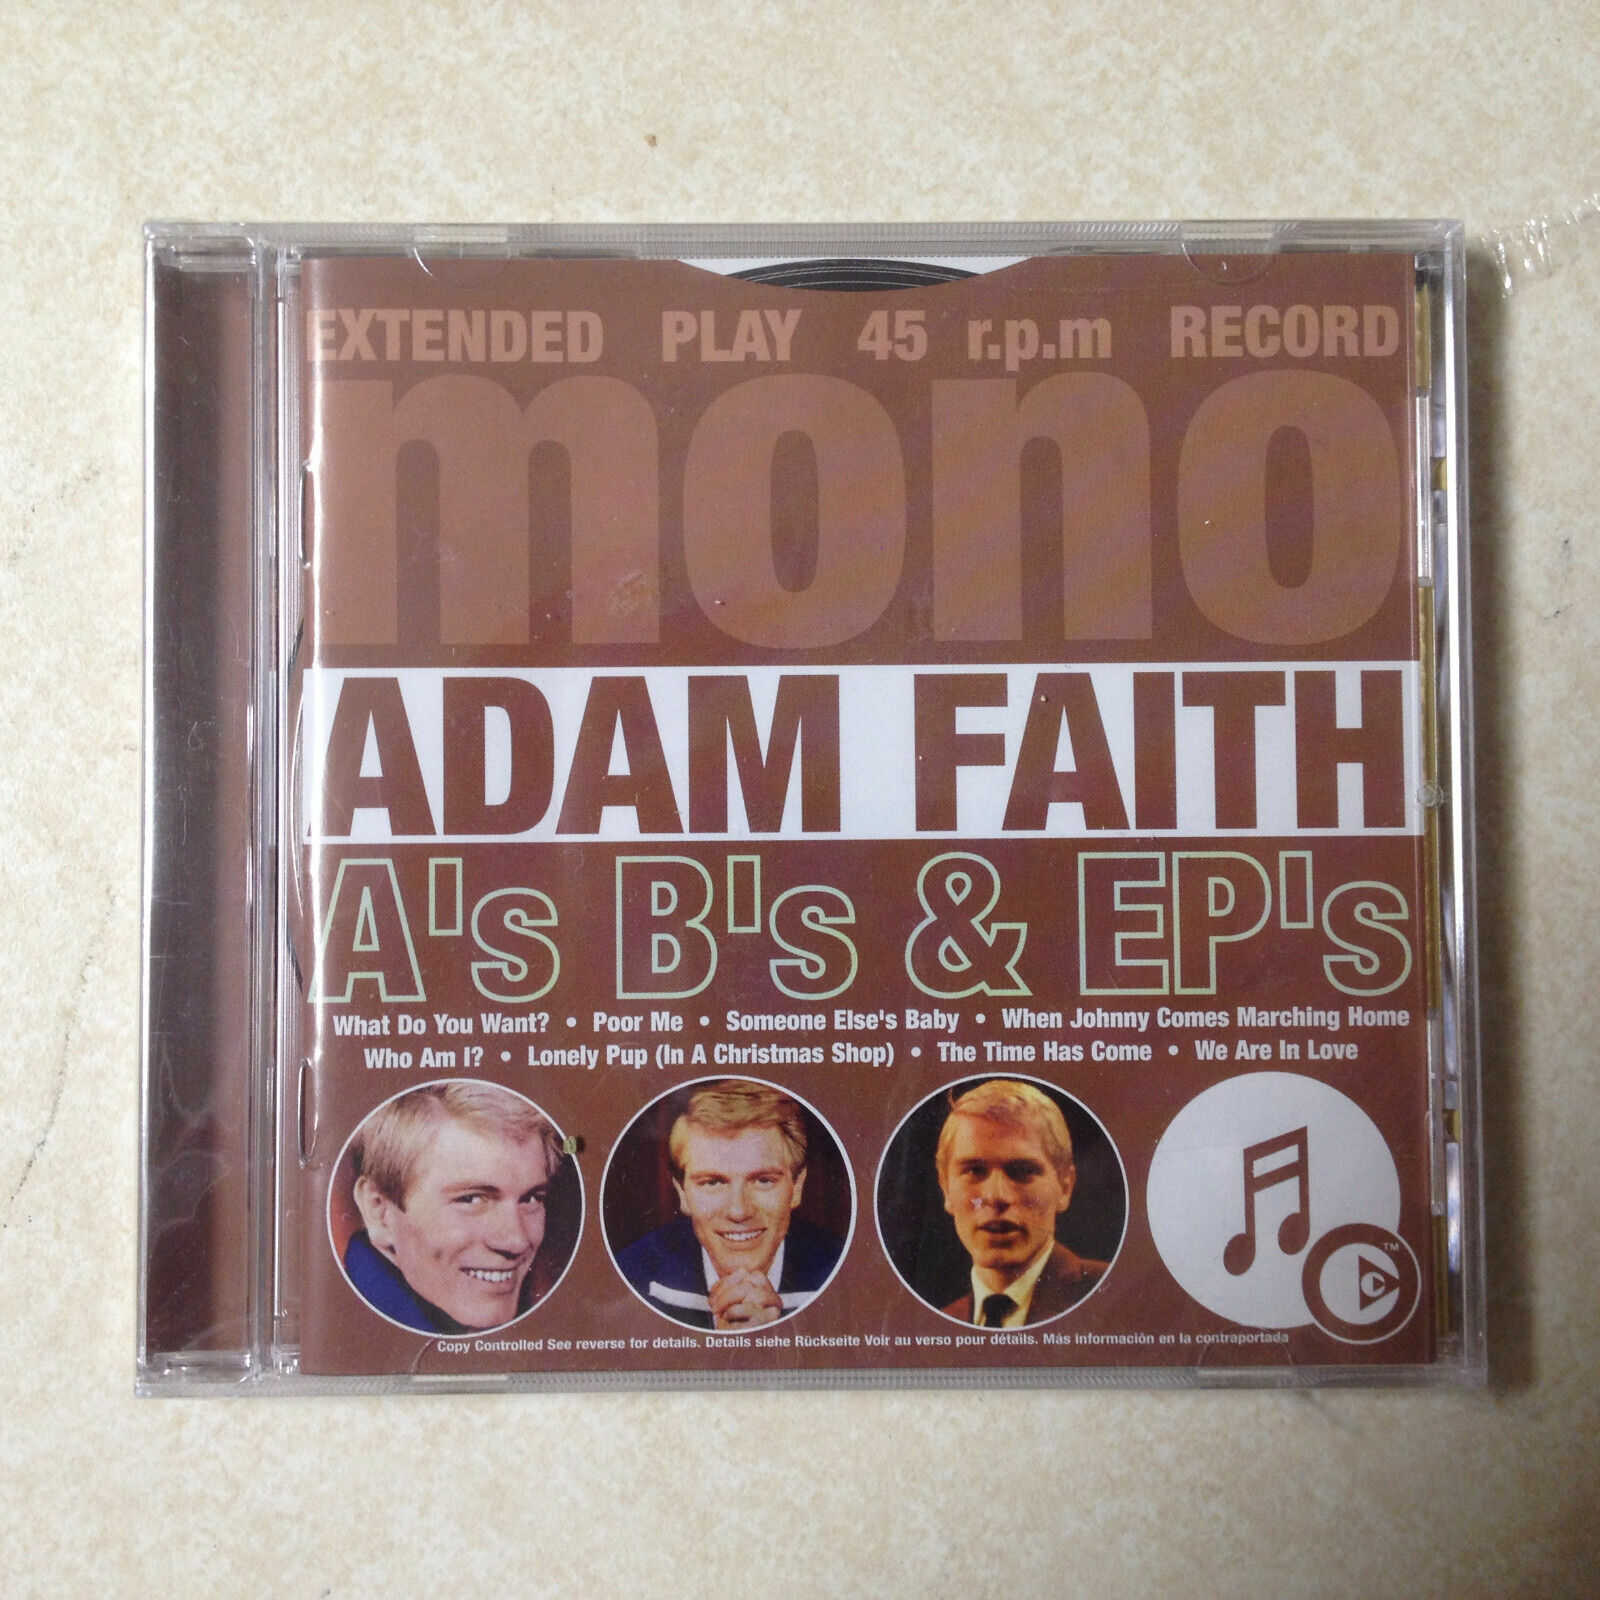 EXTENDED PLAY 45 r.p.m RECORD
mono
ADAM FAITH
A's B's & EP's
What Do You Want? • Poor Me • Someone Else's Baby • When Johnny Comes Marching Home
Who Am I? • Lonely Pup (In A Christmas Shop) • The Time Has Come • We Are In Love
C
TM
Copy Controlled See reverse for details. Details siehe Rückseite Voir au verso pour détails. Más información en la contraportada